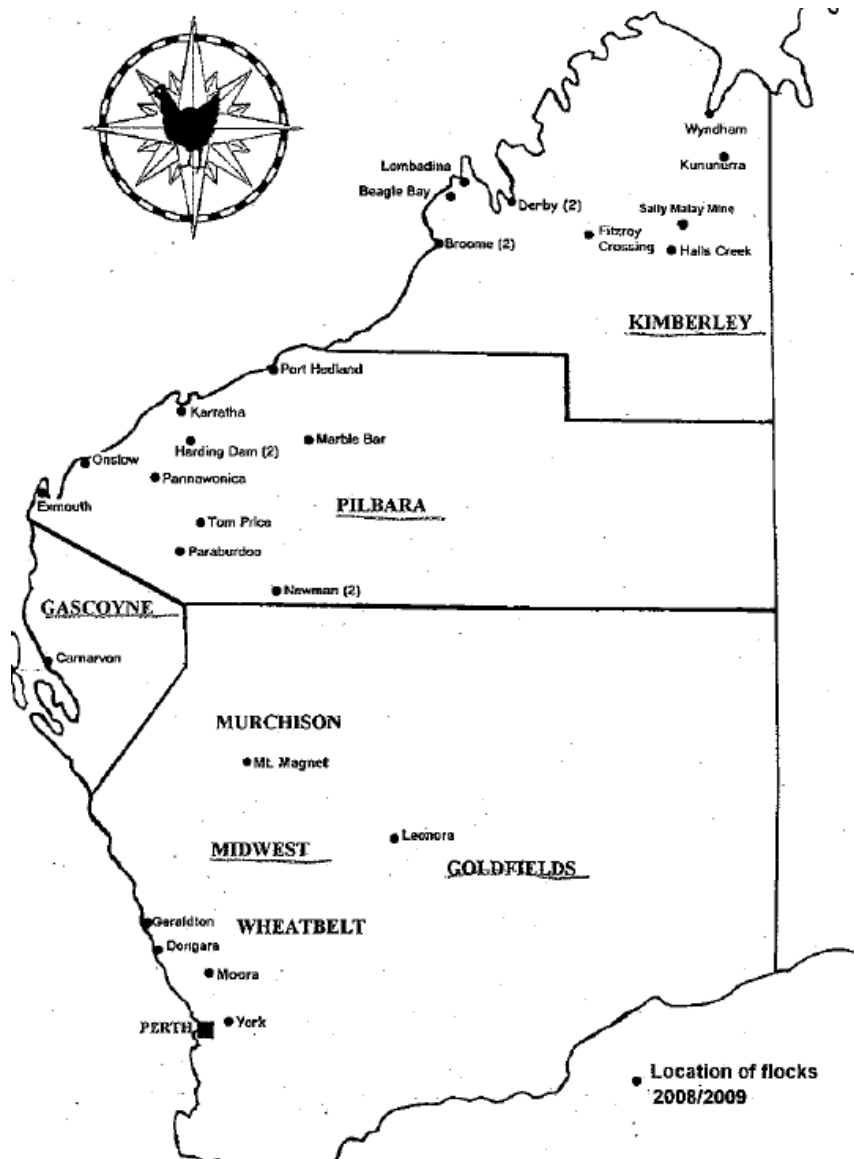 Wyndham
Kununurra
Lombadina
Beagle Bay
Derby (2)
Sally Malay Mine
Broome (2)
Fitzroy
Crossing
Halls Creek
KIMBERLEY
Port Hedland
Karratha
Harding Dam (2)
Marble Bar
Onslow
Pannawonica
Exmouth
PILBARA
Tom Price
Paraburdoo
Newman (2)
GASCOYNE
Carnarvon
MURCHISON
Mt. Magnet
Leonora
MIDWEST
GOLDFIELDS
Geraldton
WHEATBELT
Dongara
Moora
PERTH
York
Location of flocks
2008/2009